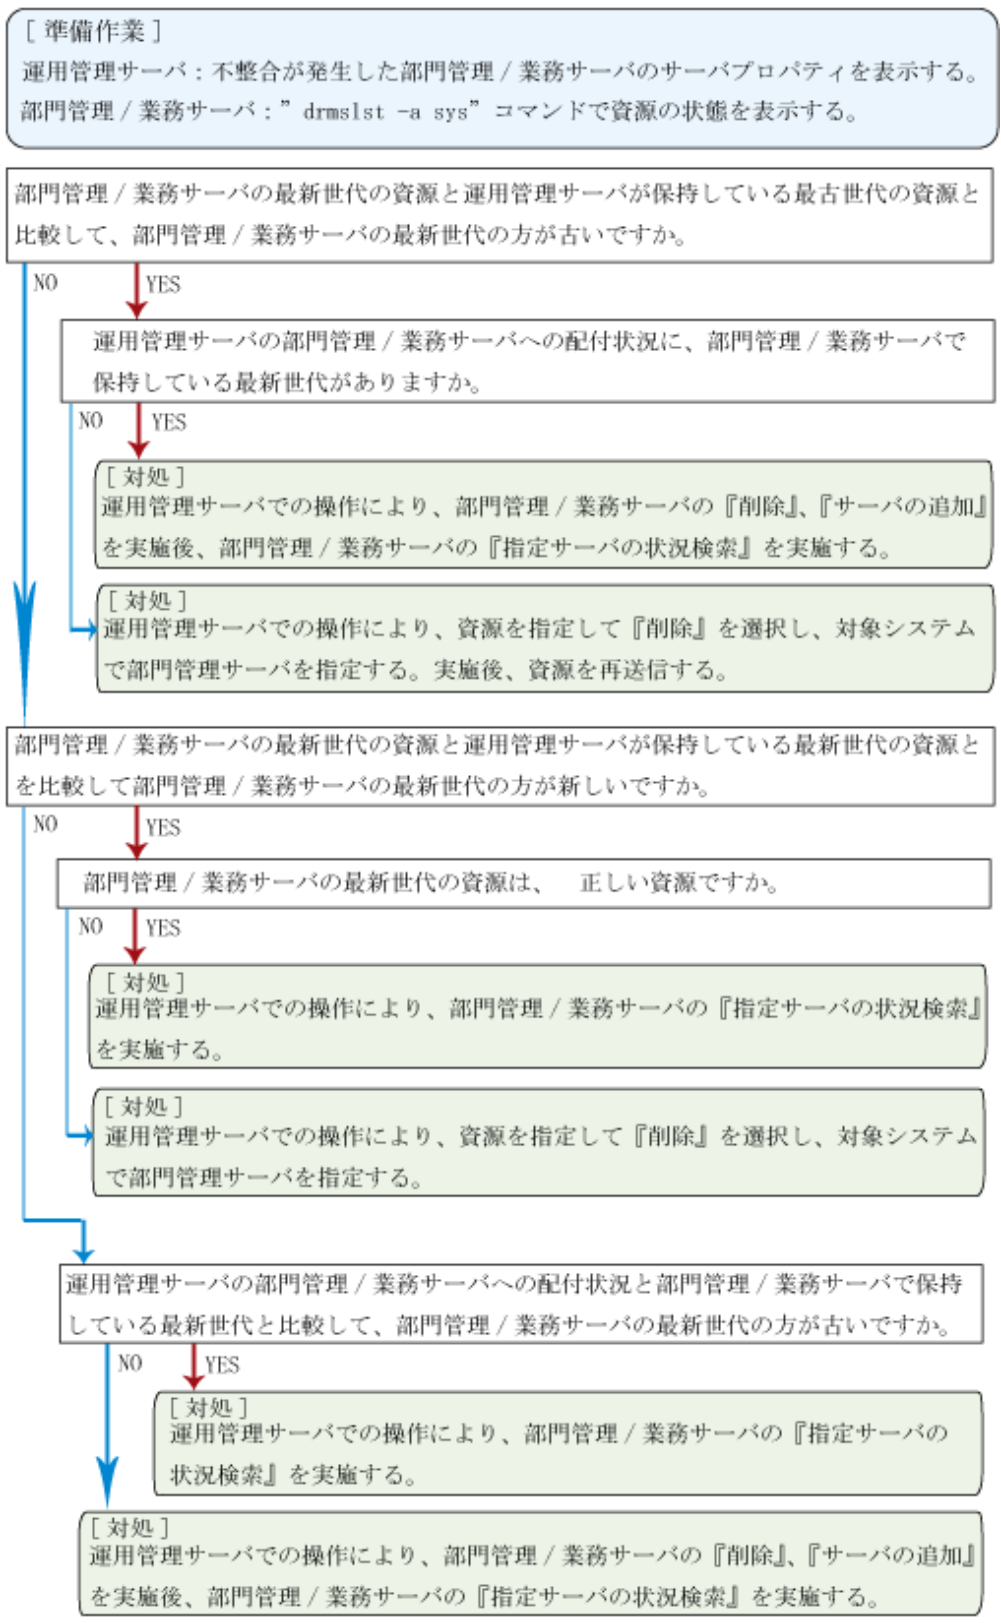 ［準備作業］
運用管理サーバ：不整合が発生した部門管理／業務サーバのサーバプロパティを表示する。
部門管理／業務サーバ：”drmslst -a sys”コマンドで資源の状態を表示する。
部門管理／業務サーバの最新世代の資源と運用管理サーバが保持している最古世代の資源と
比較して、部門管理／業務サーバの最新世代の方が古いですか。
NO YES
運用管理サーバの部門管理／業務サーバへの配付状況に、部門管理／業務サーバで
保持している最新世代がありますか。
NO YES
［対処］
運用管理サーバでの操作により、部門管理／業務サーバの『削除』、『サーバの追加』
を実施後、部門管理／業務サーバの『指定サーバの状況検索』を実施する。
［対処］
運用管理サーバでの操作により、資源を指定して『削除』を選択し、対象システム
で部門管理サーバを指定する。実施後、資源を再送信する。
部門管理／業務サーバの最新世代の資源と運用管理サーバが保持している最新世代の資源と
を比較して部門管理／業務サーバの最新世代の方が新しいですか。
NO YES
部門管理／業務サーバの最新世代の資源は、　正しい資源ですか。
NO YES
［対処］
運用管理サーバでの操作により、部門管理／業務サーバの『指定サーバの状況検索』
を実施する。
［対処］
運用管理サーバでの操作により、資源を指定して『削除』を選択し、対象システム
で部門管理サーバを指定する。
運用管理サーバの部門管理／業務サーバへの配付状況と部門管理／業務サーバで保持
している最新世代と比較して、部門管理／業務サーバの最新世代の方が古いですか。
NO YES
［対処］
運用管理サーバでの操作により、部門管理／業務サーバの『指定サーバの
状況検索』を実施する。
［対処］
運用管理サーバでの操作により、部門管理／業務サーバの『削除』、『サーバの追加』
を実施後、部門管理／業務サーバの『指定サーバの状況検索』を実施する。